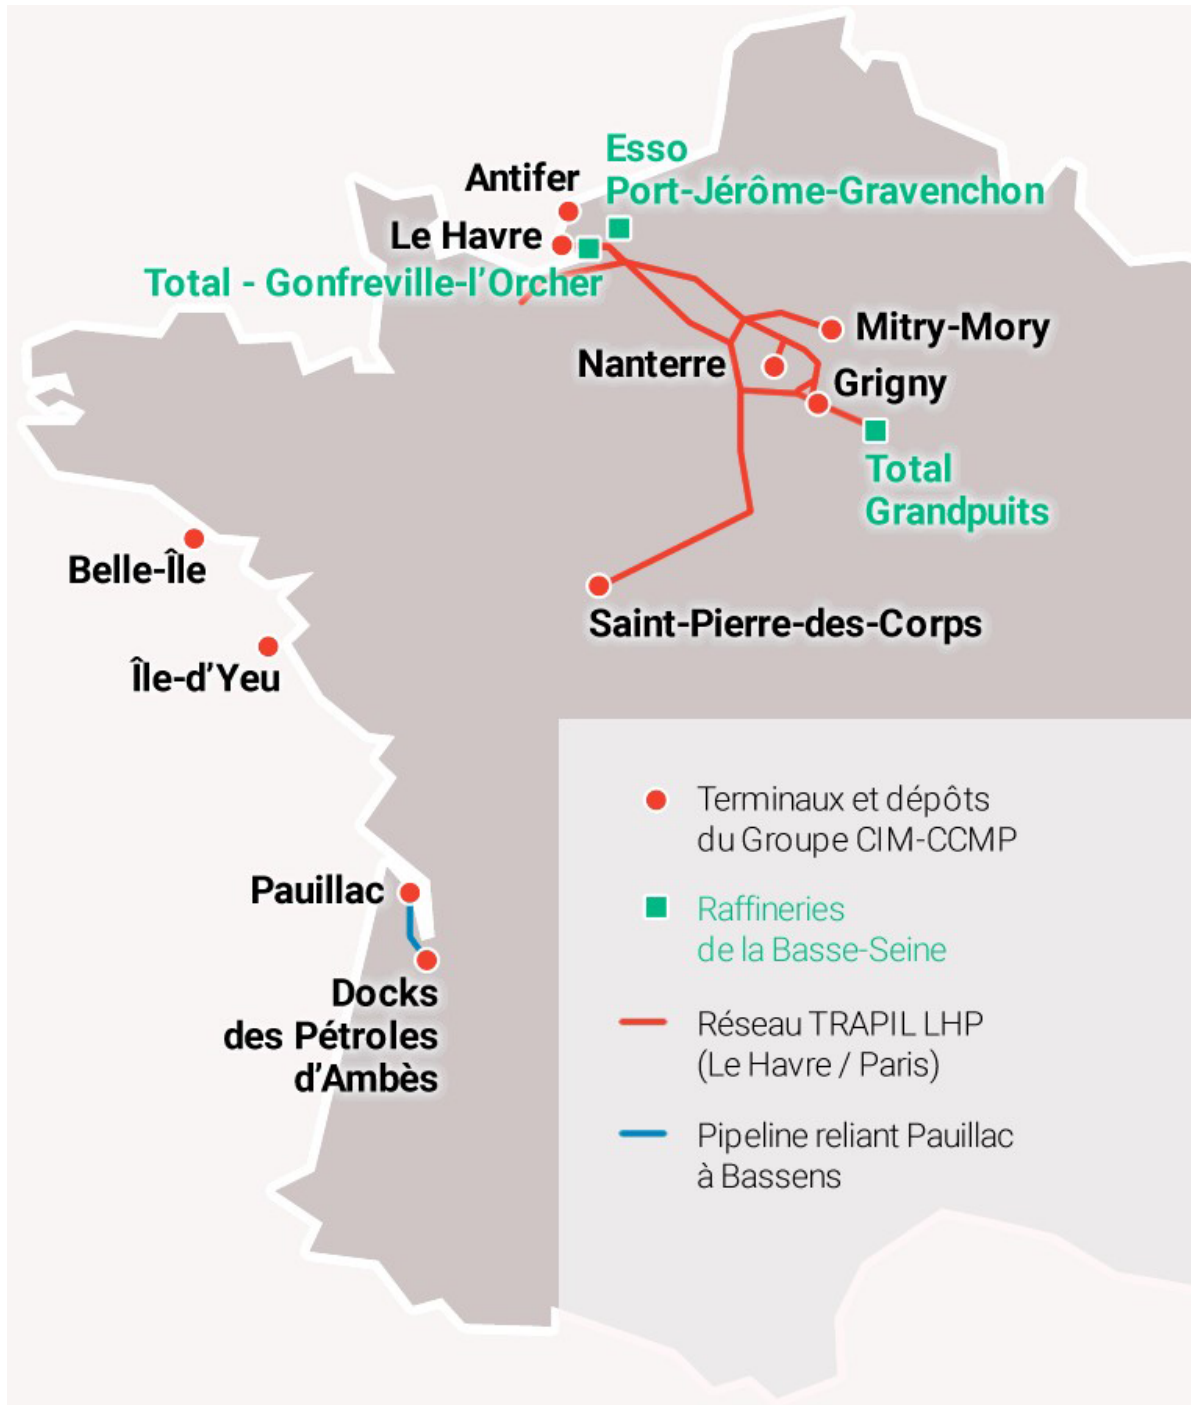 Esso
Port-Jérôme-Gravenchon
Antifer
Le Havre
Total - Gonfreville-l’Orcher
Mitry-Mory
Nanterre
Grigny
Total
Grandpuits
Belle-Île
Saint-Pierre-des-Corps
Île-d’Yeu
Terminaux et dépôts
du Groupe CIM-CCMP
Pauillac
Raffineries
de la Basse-Seine
Docks
des Pétroles
d’Ambès
Réseau TRAPIL LHP
(Le Havre / Paris)
Pipeline reliant Pauillac
à Bassens